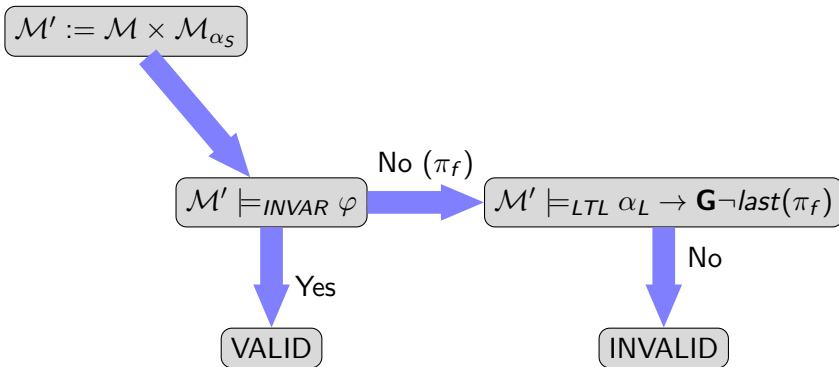 ℳ′ := ℳ × ℳ_{α_S}
No (π_f)
ℳ′ ⊨_{INVAR} φ
ℳ′ ⊨_{LTL} α_L → G¬last(π_f)
Yes
No
VALID
INVALID